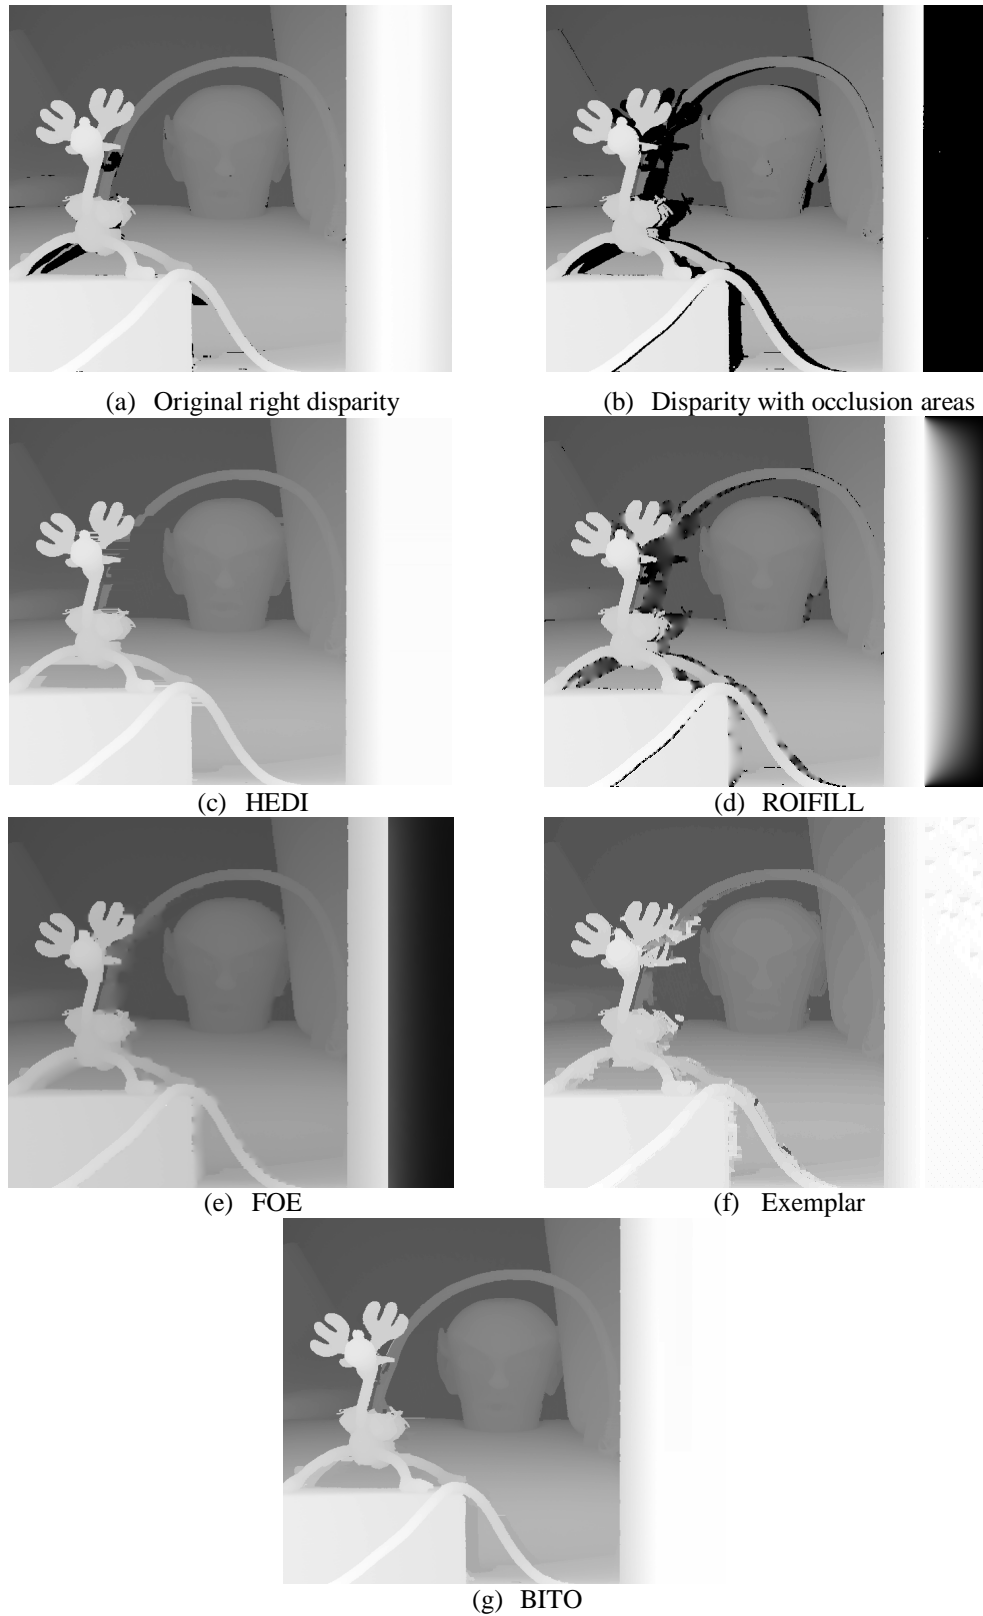 (a) Original right disparity
(b) Disparity with occlusion areas
(c) HEDI
(d) ROIFILL
(e) FOE
(f) Exemplar
(g) BITO